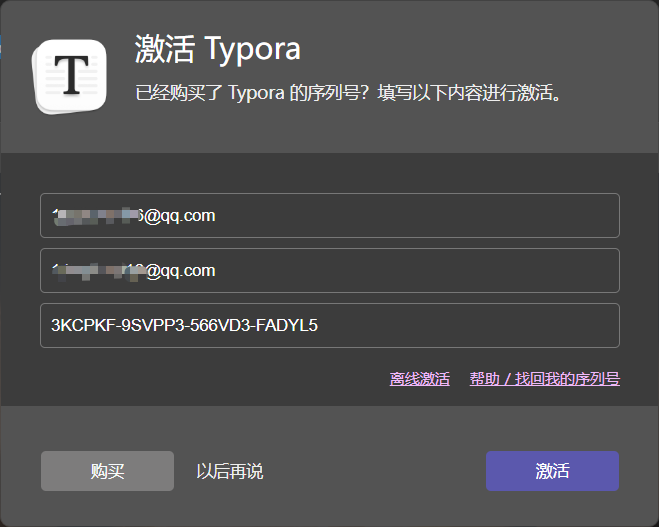 T
激活 Typora
已经购买了 Typora 的序列号？填写以下内容进行激活。
6@qq.com
@qq.com
3KCPKF-9SVPP3-566VD3-FADYL5
离线激活 帮助 / 找回我的序列号
购买 以后再说 激活